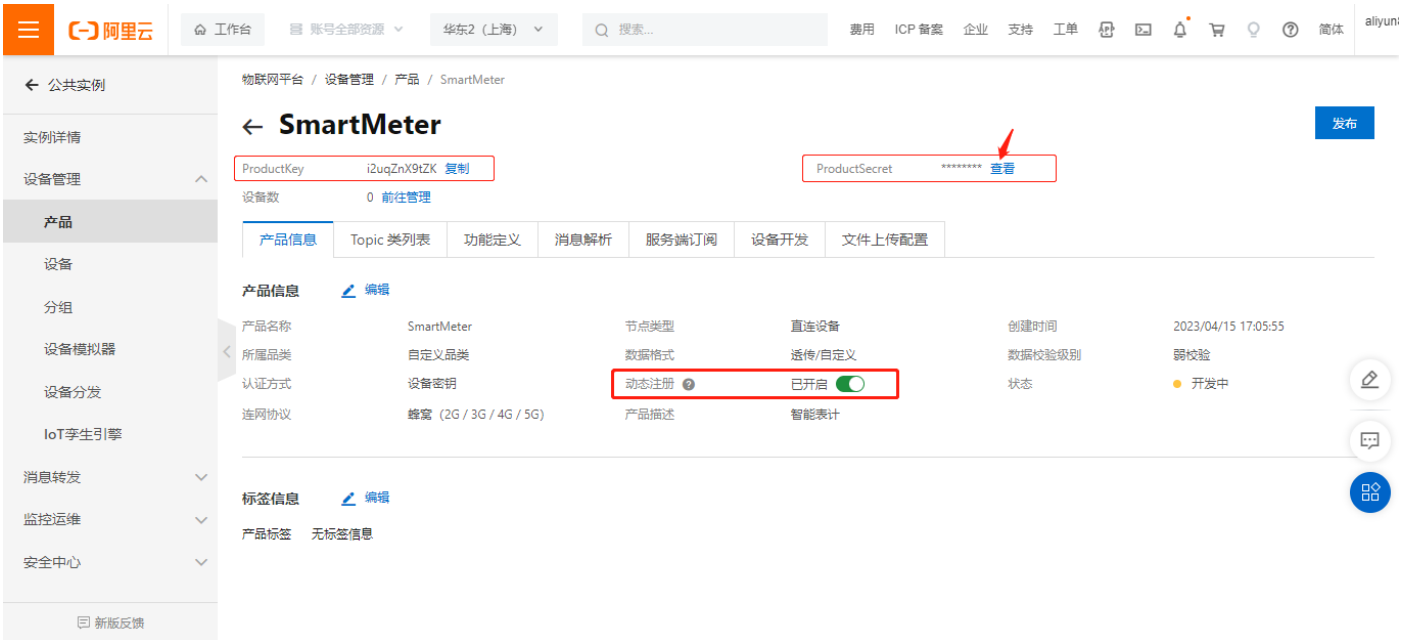 阿里云 工作台 账号全部资源 华东2（上海） 搜索... 费用 ICP 备案 企业 支持 工单 简体 aliyun
公共实例
实例详情
设备管理
产品
设备
分组
设备模拟器
设备分发
IoT孪生引擎
消息转发
监控运维
安全中心
新版反馈
物联网平台 / 设备管理 / 产品 / SmartMeter
SmartMeter
发布
ProductKey i2uqZnX9tZK 复制 ProductSecret ******** 查看
设备数 0 前往管理
产品信息 Topic 类列表 功能定义 消息解析 服务端订阅 设备开发 文件上传配置
产品信息 编辑
产品名称 SmartMeter 节点类型 直连设备 创建时间 2023/04/15 17:05:55
所属品类 自定义品类 数据格式 透传/自定义 数据校验级别 弱校验
认证方式 设备密钥 动态注册 已开启 状态 开发中
连网协议 蜂窝（2G / 3G / 4G / 5G） 产品描述 智能表计
标签信息 编辑
产品标签 无标签信息